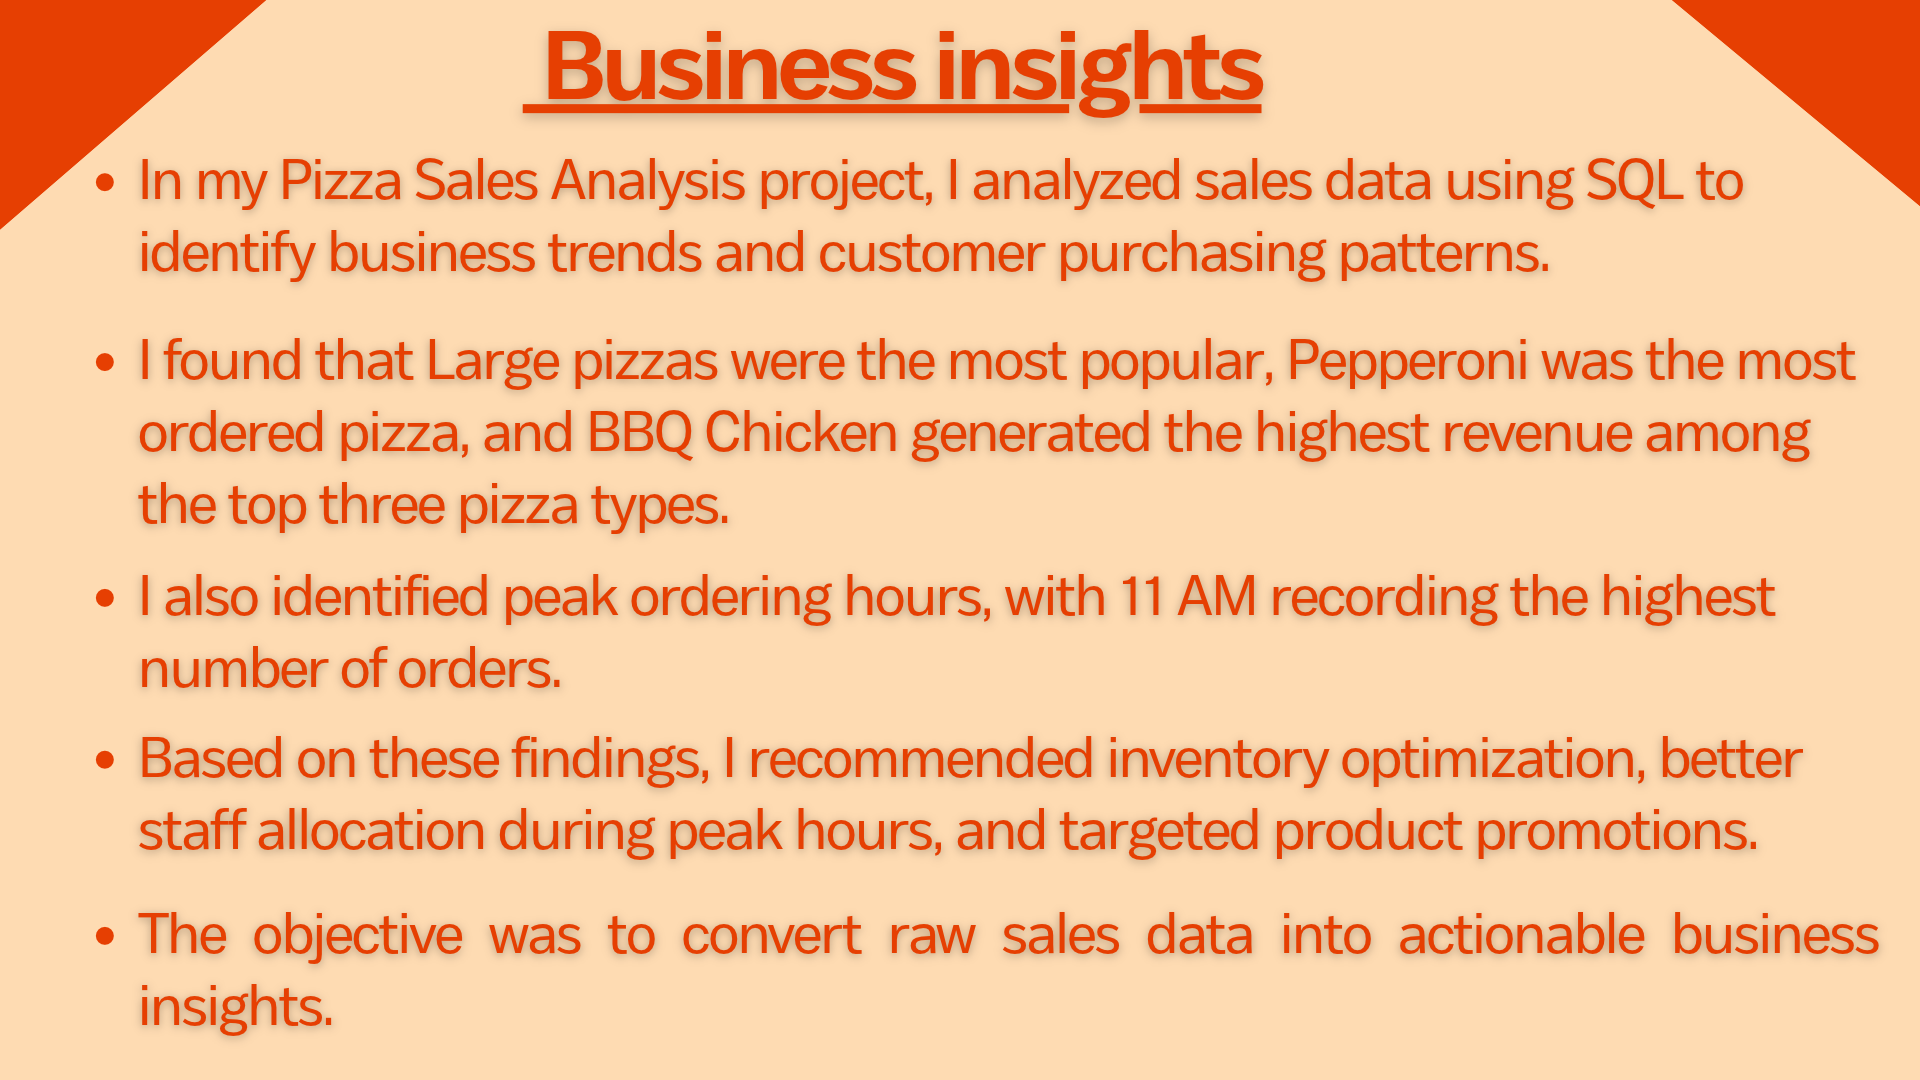 Business insights
• In my Pizza Sales Analysis project, I analyzed sales data using SQL to
identify business trends and customer purchasing patterns.
• I found that Large pizzas were the most popular, Pepperoni was the most
ordered pizza, and BBQ Chicken generated the highest revenue among
the top three pizza types.
• I also identified peak ordering hours, with 11 AM recording the highest
number of orders.
• Based on these findings, I recommended inventory optimization, better
staff allocation during peak hours, and targeted product promotions.
• The objective was to convert raw sales data into actionable business
insights.